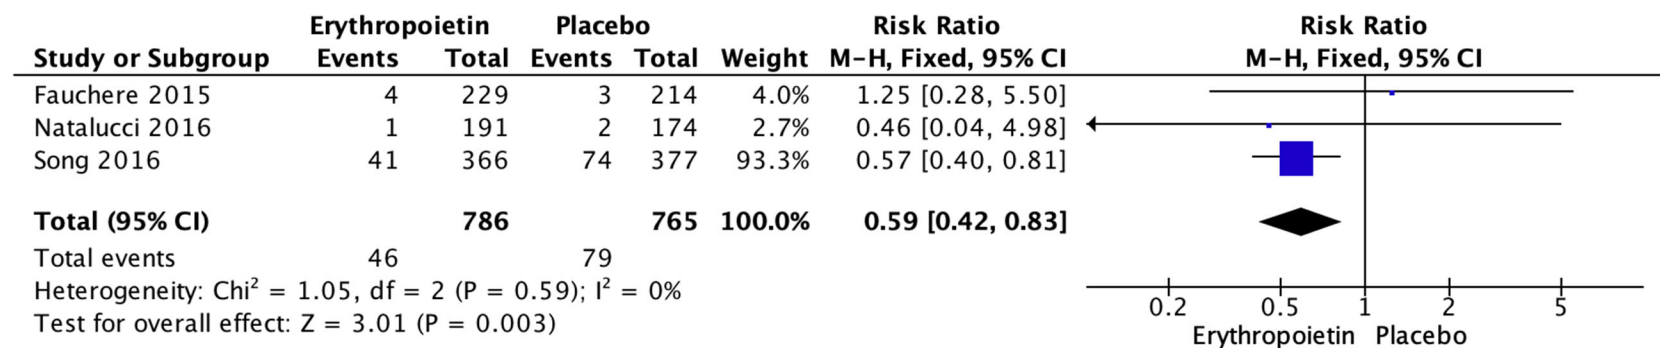 Erythropoietin Placebo Risk Ratio Risk Ratio
Study or Subgroup Events Total Events Total Weight M-H, Fixed, 95% CI M-H, Fixed, 95% CI
Fauchere 2015 4 229 3 214 4.0% 1.25 [0.28, 5.50]
Natalucci 2016 1 191 2 174 2.7% 0.46 [0.04, 4.98]
Song 2016 41 366 74 377 93.3% 0.57 [0.40, 0.81]
Total (95% CI) 786 765 100.0% 0.59 [0.42, 0.83]
Total events 46 79
Heterogeneity: Chi² = 1.05, df = 2 (P = 0.59); I² = 0%
Test for overall effect: Z = 3.01 (P = 0.003)
0.2 0.5 1 2 5
Erythropoietin Placebo